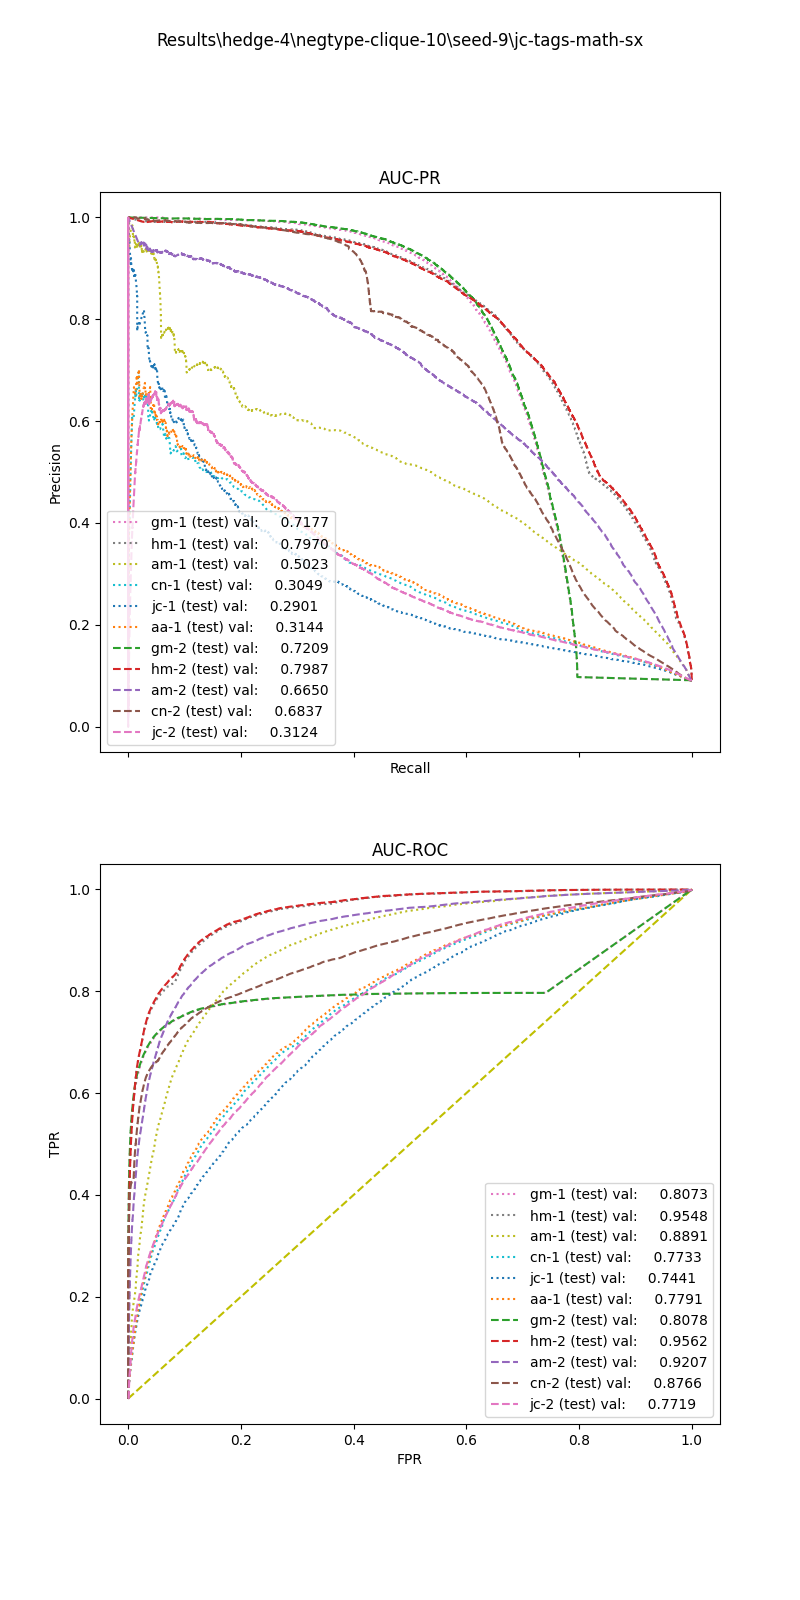 Results\hedge-4\negtype-clique-10\seed-9\jc-tags-math-sx
AUC-PR
1.0
0.8
0.6
0.4
0.2
0.0
Precision
gm-1 (test) val: 0.7177
hm-1 (test) val: 0.7970
am-1 (test) val: 0.5023
cn-1 (test) val: 0.3049
jc-1 (test) val: 0.2901
aa-1 (test) val: 0.3144
gm-2 (test) val: 0.7209
hm-2 (test) val: 0.7987
am-2 (test) val: 0.6650
cn-2 (test) val: 0.6837
jc-2 (test) val: 0.3124
Recall
AUC-ROC
1.0
0.8
0.6
0.4
0.2
0.0
TPR
gm-1 (test) val: 0.8073
hm-1 (test) val: 0.9548
am-1 (test) val: 0.8891
cn-1 (test) val: 0.7733
jc-1 (test) val: 0.7441
aa-1 (test) val: 0.7791
gm-2 (test) val: 0.8078
hm-2 (test) val: 0.9562
am-2 (test) val: 0.9207
cn-2 (test) val: 0.8766
jc-2 (test) val: 0.7719
0.0 0.2 0.4 0.6 0.8 1.0
FPR